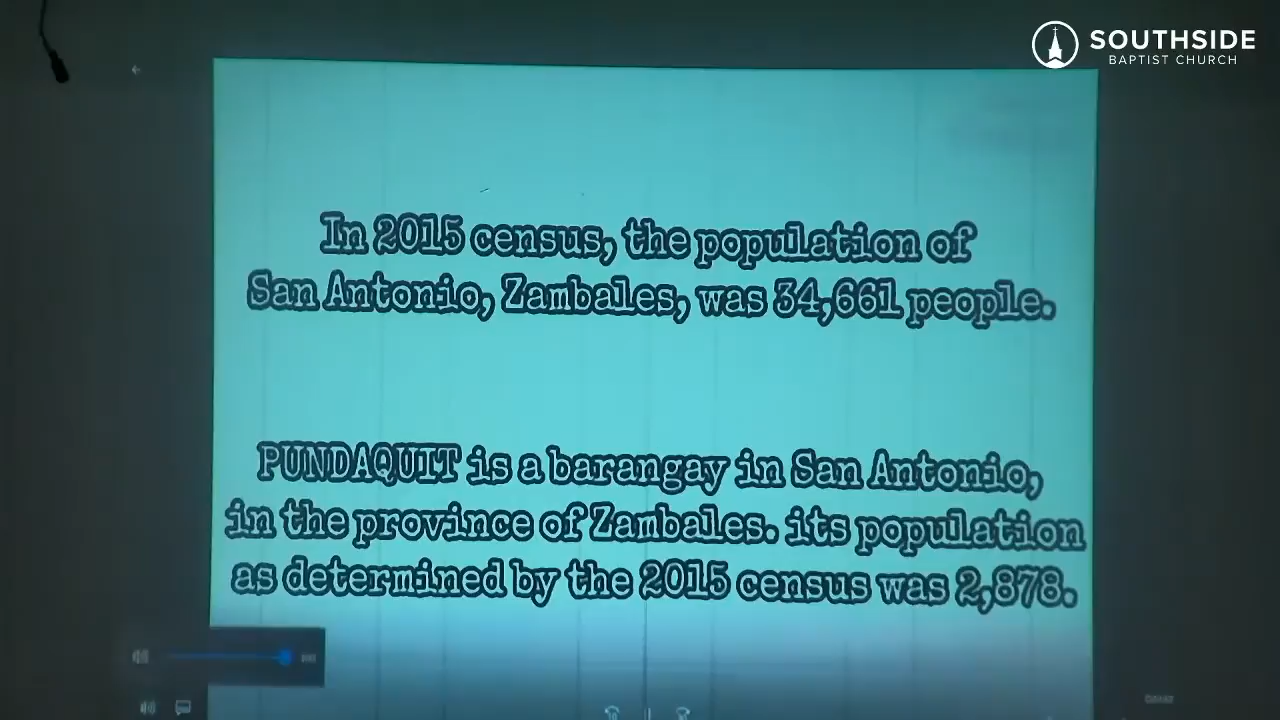 SOUTHSIDE
BAPTIST CHURCH
In 2015 census, the population of
San Antonio, Zambales, was 34,661 people.
PUNDAQUIT is a barangay in San Antonio,
in the province of Zambales. its population
as determined by the 2015 census was 2,878.